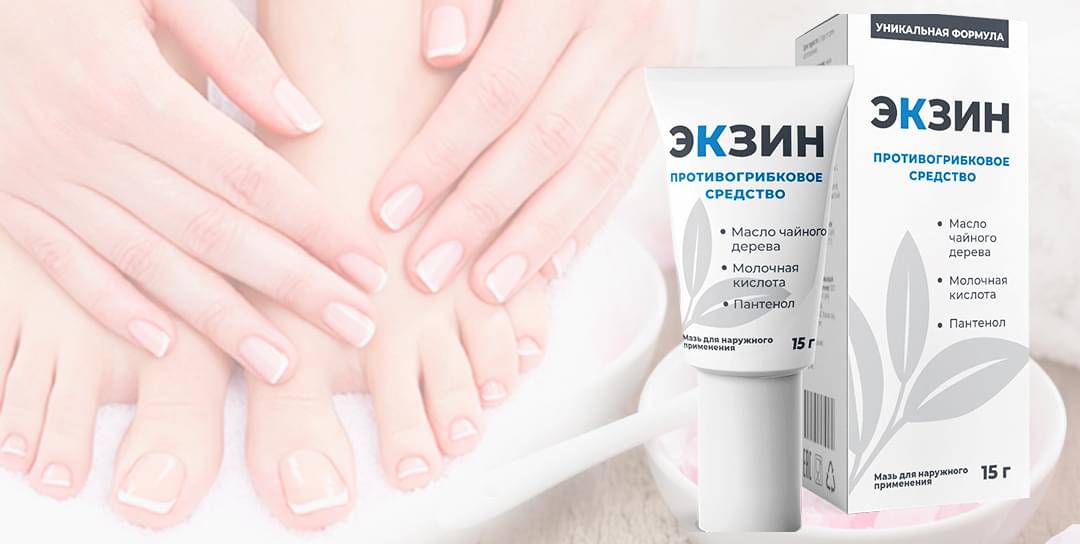 ЭКЗИН
ПРОТИВОГРИБКОВОЕ
СРЕДСТВО
• Масло чайного
дерева
• Молочная
кислота
• Пантенол
Мазь для наружного
применения
15 г
УНИКАЛЬНАЯ ФОРМУЛА
ЭКЗИН
ПРОТИВОГРИБКОВОЕ
СРЕДСТВО
• Масло
чайного
дерева
• Молочная
кислота
• Пантенол
Мазь для наружного
применения
15 г